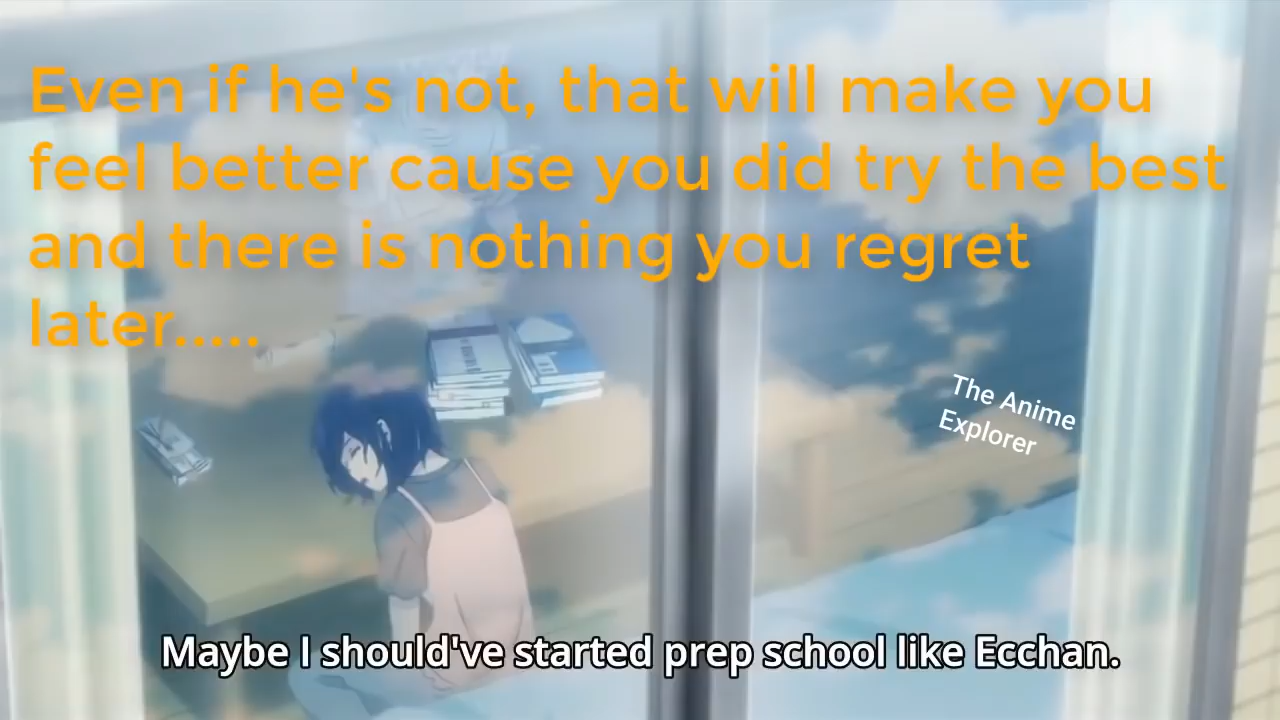 Even if he's not, that will make you
feel better cause you did try the best
and there is nothing you regret
later.....
The Anime
Explorer
Maybe I should've started prep school like Ecchan.